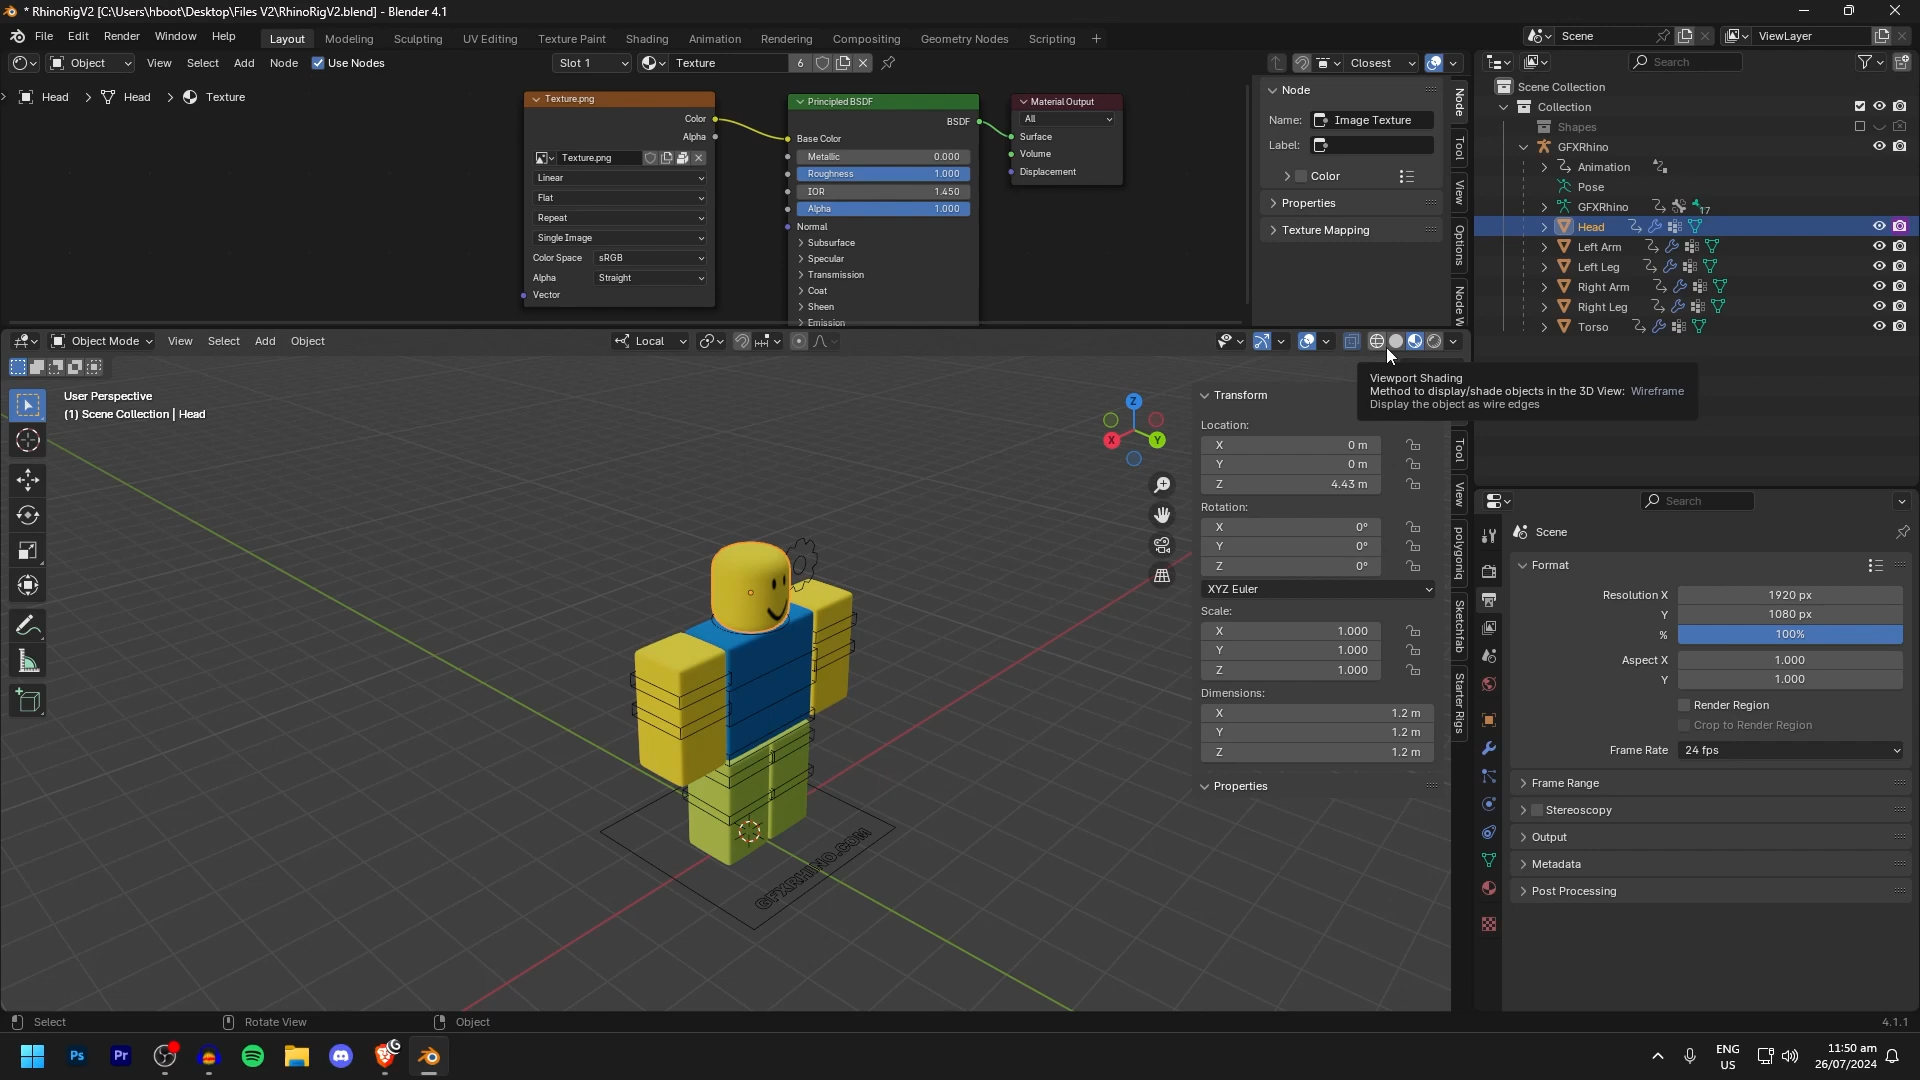 * RhinoRigV2 [C:\Users\hboot\Desktop\Files V2\RhinoRigV2.blend] - Blender 4.1
File Edit Render Window Help Layout Modeling Sculpting UV Editing Texture Paint Shading Animation Rendering Compositing Geometry Nodes Scripting + Scene ViewLayer
Object View Select Add Node Use Nodes Slot 1 Texture 6 Closest Search
Head > Head > Texture
Texture.png
Color
Alpha
Texture.png
Linear
Flat
Repeat
Single Image
Color Space sRGB
Alpha Straight
Vector
Principled BSDF
BSDF
Base Color
Metallic 0.000
Roughness 1.000
IOR 1.450
Alpha 1.000
Normal
Subsurface
Specular
Transmission
Coat
Sheen
Emission
Material Output
All
Surface
Volume
Displacement
Node
Name: Image Texture
Label:
Color
Properties
Texture Mapping
Node
Tool
View
Options
Node W
Scene Collection
Collection
Shapes
GFXRhino
Animation
Pose
GFXRhino 17
Head
Left Arm
Left Leg
Right Arm
Right Leg
Torso
Object Mode View Select Add Object Local
User Perspective
(1) Scene Collection | Head
Viewport Shading
Method to display/shade objects in the 3D View: Wireframe
Display the object as wire edges
Z
X
Y
GFXRHINO.COM
Transform
Location:
X 0 m
Y 0 m
Z 4.43 m
Rotation:
X 0°
Y 0°
Z 0°
XYZ Euler
Scale:
X 1.000
Y 1.000
Z 1.000
Dimensions:
X 1.2 m
Y 1.2 m
Z 1.2 m
Properties
Tool
View
polygoniq
Sketchfab
Starter Rigs
Search
Scene
Format
Resolution X 1920 px
Y 1080 px
% 100%
Aspect X 1.000
Y 1.000
Render Region
Crop to Render Region
Frame Rate 24 fps
Frame Range
Stereoscopy
Output
Metadata
Post Processing
Select Rotate View Object 4.1.1
Ps Pr
ENG
US
11:50 am
26/07/2024